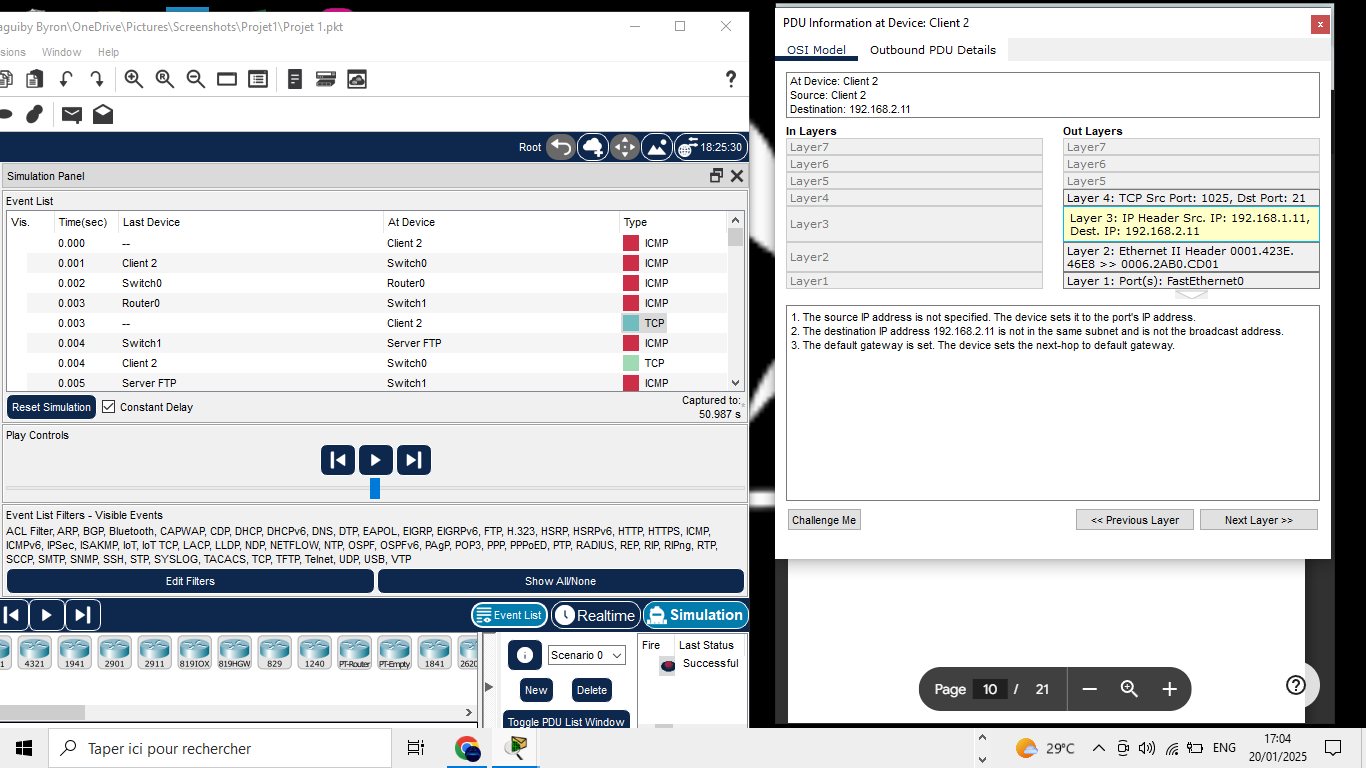 aguiby Byron\OneDrive\Pictures\Screenshots\Projet1\Projet 1.pkt
sions Window Help
?
Root 18:25:30
Simulation Panel
Event List
Vis. Time(sec) Last Device At Device Type
0.000 -- Client 2 ICMP
0.001 Client 2 Switch0 ICMP
0.002 Switch0 Router0 ICMP
0.003 Router0 Switch1 ICMP
0.003 -- Client 2 TCP
0.004 Switch1 Server FTP ICMP
0.004 Client 2 Switch0 TCP
0.005 Server FTP Switch1 ICMP
Reset Simulation Constant Delay
Captured to:
50.987 s
Play Controls
Event List Filters - Visible Events
ACL Filter, ARP, BGP, Bluetooth, CAPWAP, CDP, DHCP, DHCPv6, DNS, DTP, EAPOL, EIGRP, EIGRPv6, FTP, H.323, HSRP, HSRPv6, HTTP, HTTPS, ICMP,
ICMPv6, IPSec, ISAKMP, IoT, IoT TCP, LACP, LLDP, NDP, NETFLOW, NTP, OSPF, OSPFv6, PAgP, POP3, PPP, PPPoED, PTP, RADIUS, REP, RIP, RIPng, RTP,
SCCP, SMTP, SNMP, SSH, STP, SYSLOG, TACACS, TCP, TFTP, Telnet, UDP, USB, VTP
Edit Filters Show All/None
Event List Realtime Simulation
1 4321 1941 2901 2911 819IOX 819HGW 829 1240 PT-Router PT-Empty 1841 2620
Scenario 0
New Delete
Toggle PDU List Window
Fire Last Status
Successful
PDU Information at Device: Client 2
x
OSI Model Outbound PDU Details
At Device: Client 2
Source: Client 2
Destination: 192.168.2.11
In Layers
Layer7
Layer6
Layer5
Layer4
Layer3
Layer2
Layer1
Out Layers
Layer7
Layer6
Layer5
Layer 4: TCP Src Port: 1025, Dst Port: 21
Layer 3: IP Header Src. IP: 192.168.1.11,
Dest. IP: 192.168.2.11
Layer 2: Ethernet II Header 0001.423E.
46E8 >> 0006.2AB0.CD01
Layer 1: Port(s): FastEthernet0
1. The source IP address is not specified. The device sets it to the port's IP address.
2. The destination IP address 192.168.2.11 is not in the same subnet and is not the broadcast address.
3. The default gateway is set. The device sets the next-hop to default gateway.
Challenge Me << Previous Layer Next Layer >>
Page 10 / 21
?
Taper ici pour rechercher
29°C ENG
17:04
20/01/2025